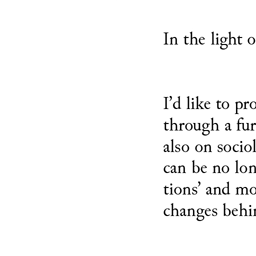 In the light o
I’d like to pro
through a fur
also on sociol
can be no lon
tions’ and mo
changes behin